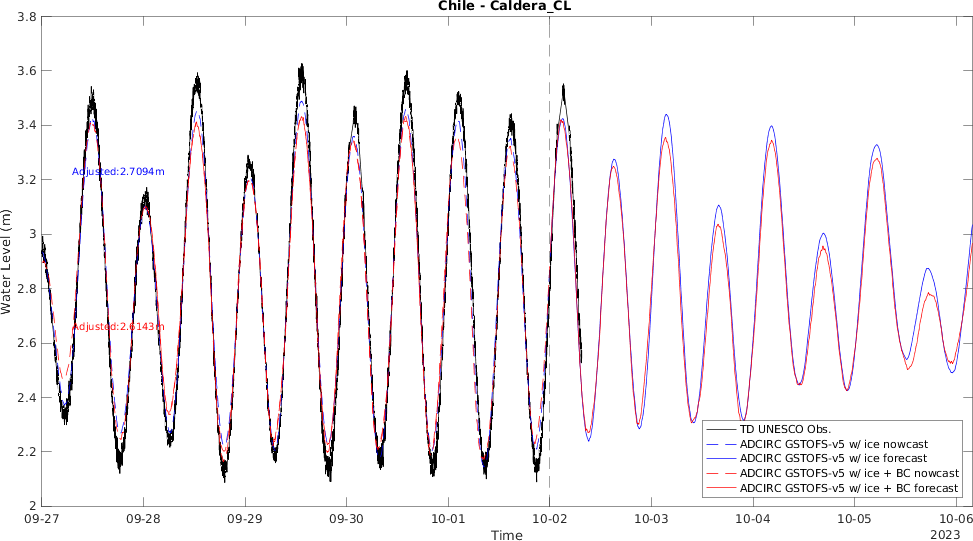 Chile - Caldera_CL
3.8
3.6
3.4
3.2
3
2.8
2.6
2.4
2.2
2
Water Level (m)
Adjusted:2.7094m
Adjusted:2.6143m
TD UNESCO Obs.
ADCIRC GSTOFS-v5 w/ ice nowcast
ADCIRC GSTOFS-v5 w/ ice forecast
ADCIRC GSTOFS-v5 w/ ice + BC nowcast
ADCIRC GSTOFS-v5 w/ ice + BC forecast
09-27 09-28 09-29 09-30 10-01 10-02 10-03 10-04 10-05 10-06
2023
Time